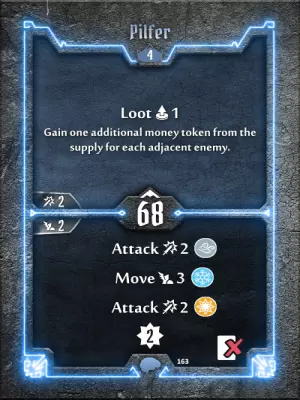 Pilfer
4
Loot 1
Gain one additional money token from the
supply for each adjacent enemy.
2
68
2
Attack 2
Move 3
Attack 2
2
163